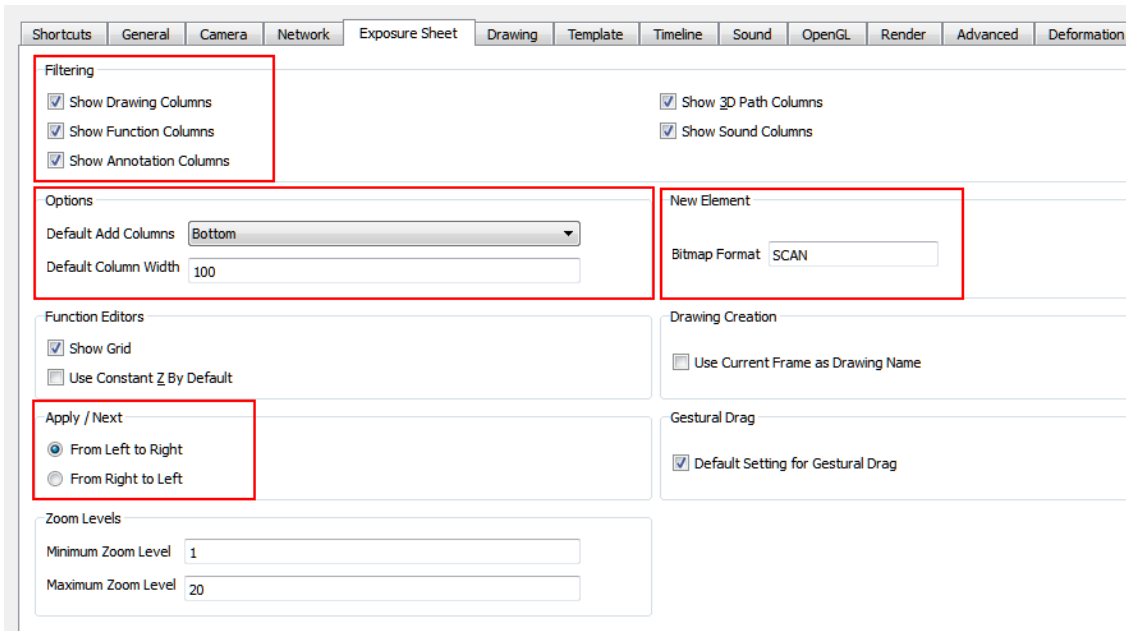 Shortcuts General Camera Network Exposure Sheet Drawing Template Timeline Sound OpenGL Render Advanced Deformation
Filtering
Show Drawing Columns
Show 3D Path Columns
Show Function Columns
Show Sound Columns
Show Annotation Columns
Options
Default Add Columns Bottom
Default Column Width 100
New Element
Bitmap Format SCAN
Function Editors
Show Grid
Use Constant Z By Default
Drawing Creation
Use Current Frame as Drawing Name
Apply / Next
From Left to Right
From Right to Left
Gestural Drag
Default Setting for Gestural Drag
Zoom Levels
Minimum Zoom Level 1
Maximum Zoom Level 20